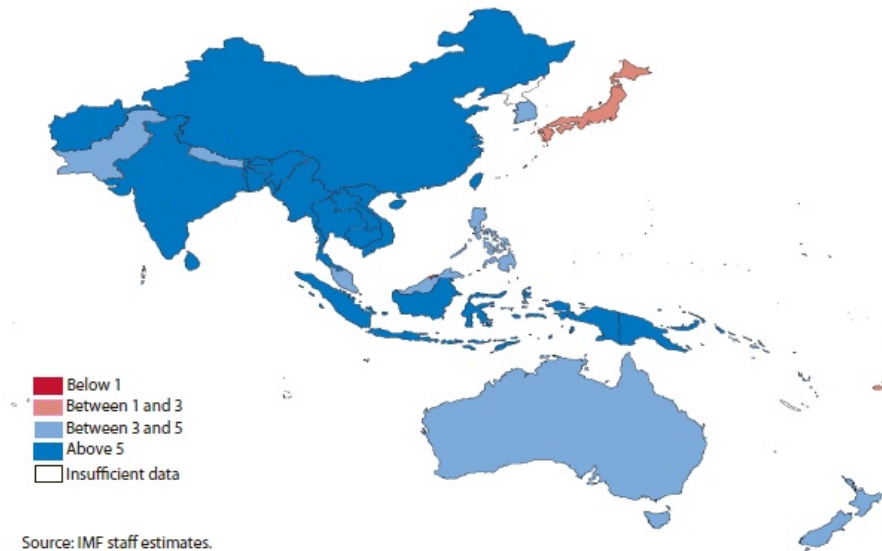 Below 1
Between 1 and 3
Between 3 and 5
Above 5
Insufficient data
Source: IMF staff estimates.